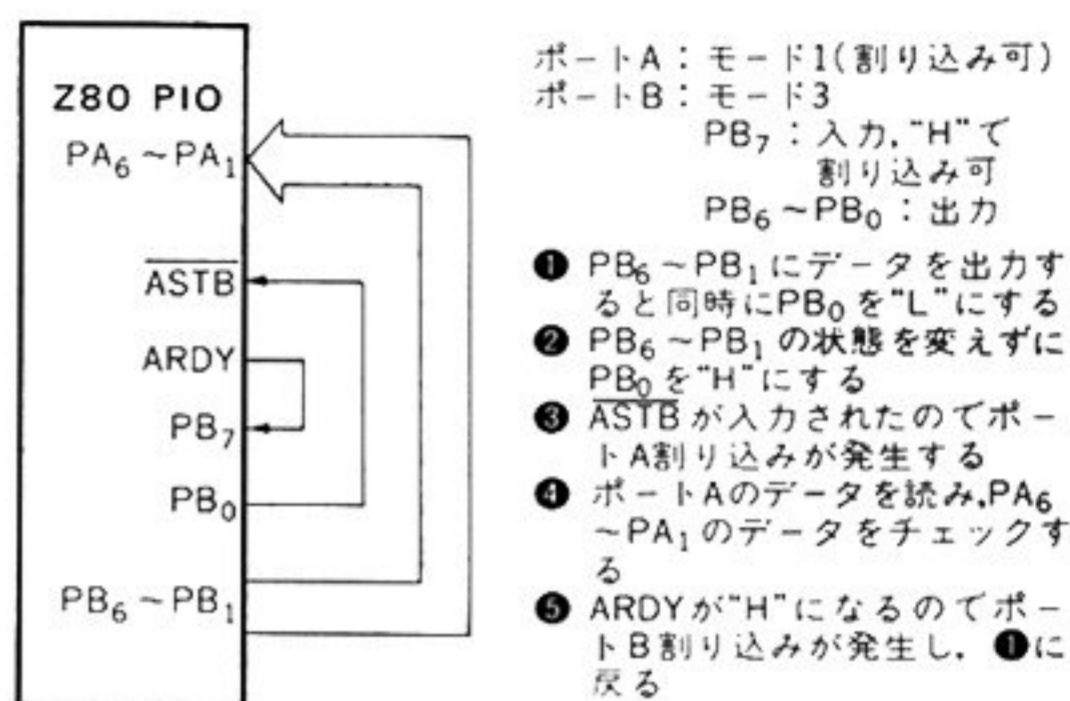 Z80 PIO
PA₆～PA₁
A̅S̅T̅B̅
ARDY
PB₇
PB₀
PB₆～PB₁
ポートA：モード1(割り込み可)
ポートB：モード3
PB₇：入力,"H"で
割り込み可
PB₆～PB₀：出力
❶ PB₆～PB₁にデータを出力す
ると同時にPB₀を"L"にする
❷ PB₆～PB₁の状態を変えずに
PB₀を"H"にする
❸ A̅S̅T̅B̅が入力されたのでポー
トA割り込みが発生する
❹ ポートAのデータを読み,PA₆
～PA₁のデータをチェックす
る
❺ ARDYが"H"になるのでポー
トB割り込みが発生し，❶に
戻る